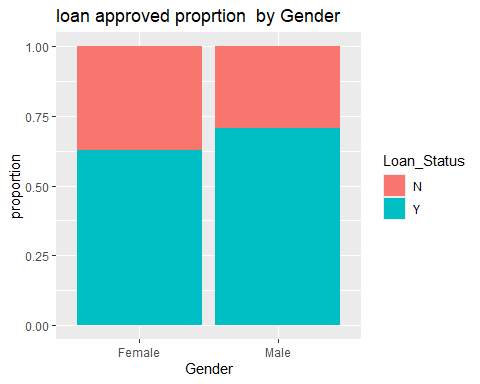 loan approved proprtion  by Gender
1.00
0.75
0.50
0.25
0.00
proportion
Female
Male
Gender
Loan_Status
N
Y